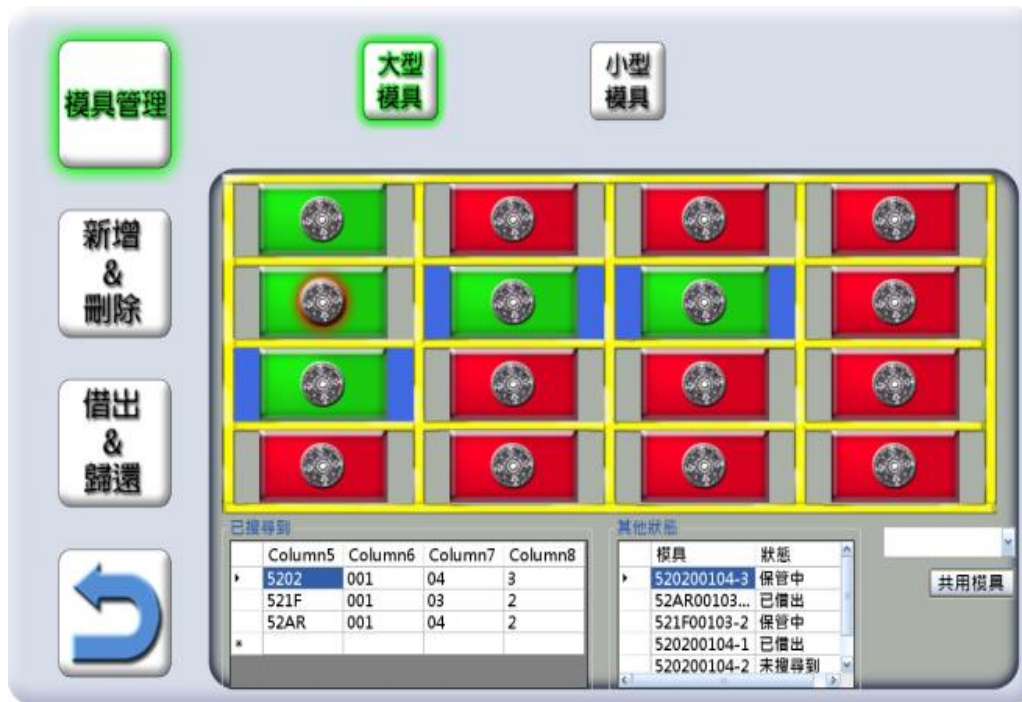 模具管理
大型
模具
小型
模具
新增
&
刪除
借出
&
歸還
已搜尋到
Column5 Column6 Column7 Column8
5202 001 04 3
521F 001 03 2
52AR 001 04 2
其他狀態
模具 狀態
520200104-3 保管中
52AR00103... 已借出
521F00103-2 保管中
520200104-1 已借出
520200104-2 未搜尋到
共用模具